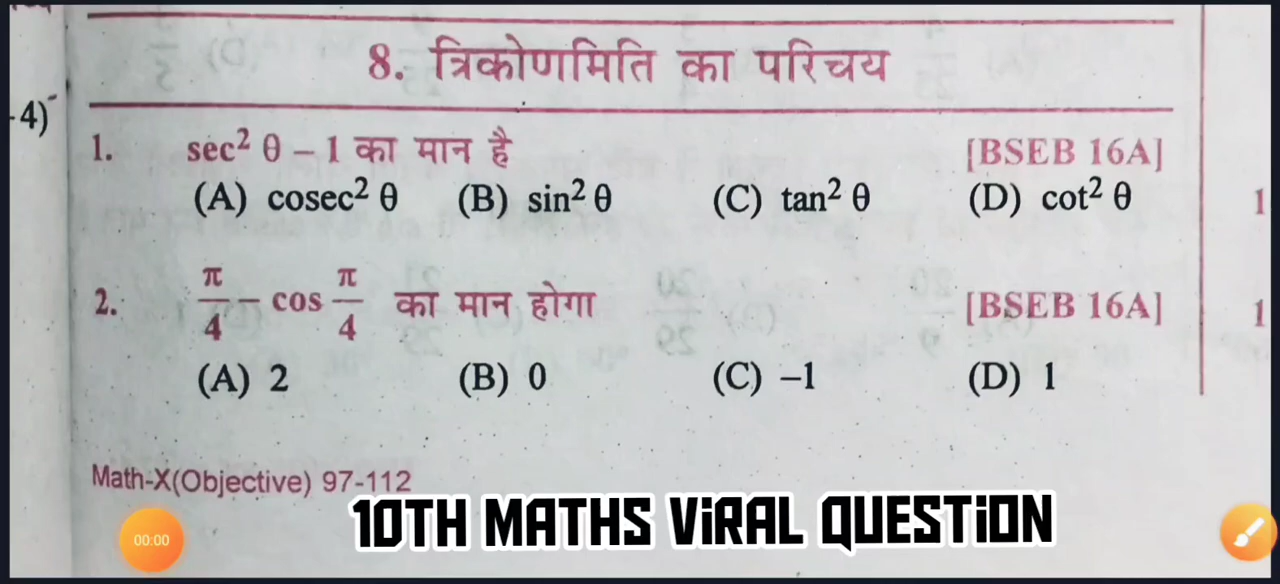 8. त्रिकोणमिति का परिचय
-4)
1. sec² θ – 1 का मान है [BSEB 16A]
(A) cosec² θ (B) sin² θ (C) tan² θ (D) cot² θ
1
2. π/4 – cos π/4 का मान होगा [BSEB 16A]
1
(A) 2 (B) 0 (C) –1 (D) 1
Math-X(Objective) 97-112
10TH MATHS ViRAL QUESTiON
00:00